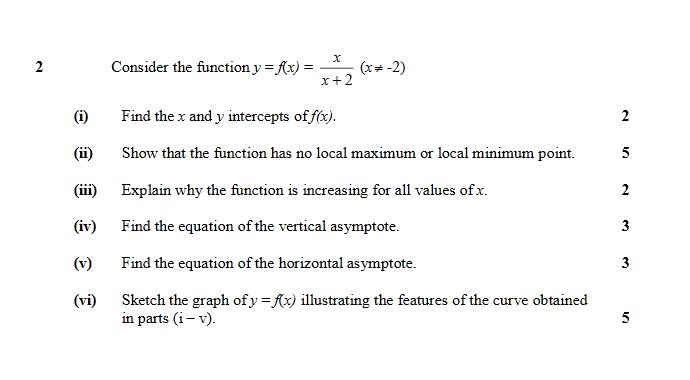 2 Consider the function y = f(x) = x/(x + 2) (x ≠ -2)
(i) Find the x and y intercepts of f(x). 2
(ii) Show that the function has no local maximum or local minimum point. 5
(iii) Explain why the function is increasing for all values of x. 2
(iv) Find the equation of the vertical asymptote. 3
(v) Find the equation of the horizontal asymptote. 3
(vi) Sketch the graph of y = f(x) illustrating the features of the curve obtained
in parts (i – v). 5